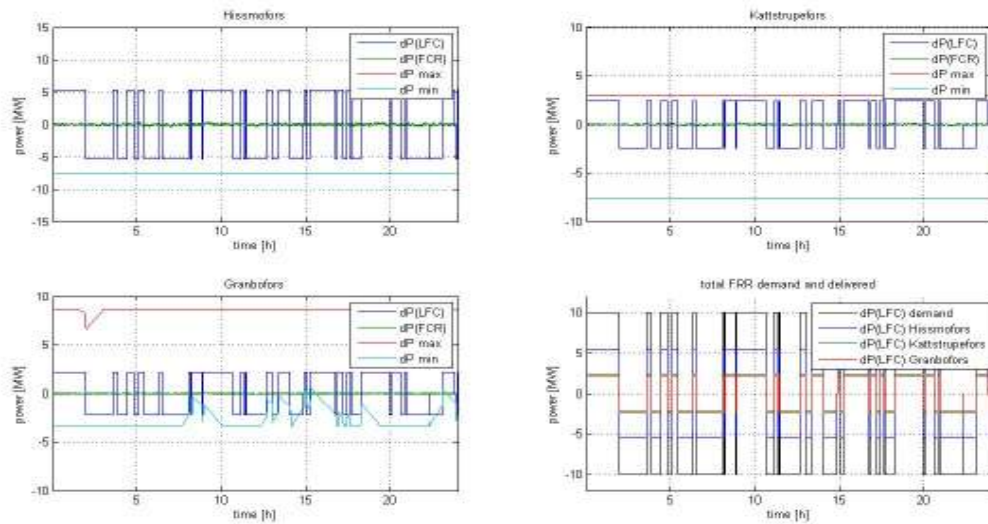 Hissmofors
15
10
5
0
-5
-10
-15
power [MW]
5
10
15
20
time [h]
dP(LFC)
dP(FCR)
dP max
dP min
Kattstrupefors
10
5
0
-5
-10
power [MW]
5
10
15
20
time [h]
dP(LFC)
dP(FCR)
dP max
dP min
Granbofors
10
5
0
-5
-10
power [MW]
5
10
15
20
time [h]
dP(LFC)
dP(FCR)
dP max
dP min
total FRR demand and delivered
10
5
0
-5
-10
power [MW]
5
10
15
20
time [h]
dP(LFC) demand
dP(LFC) Hissmofors
dP(LFC) Kattstrupefors
dP(LFC) Granbofors